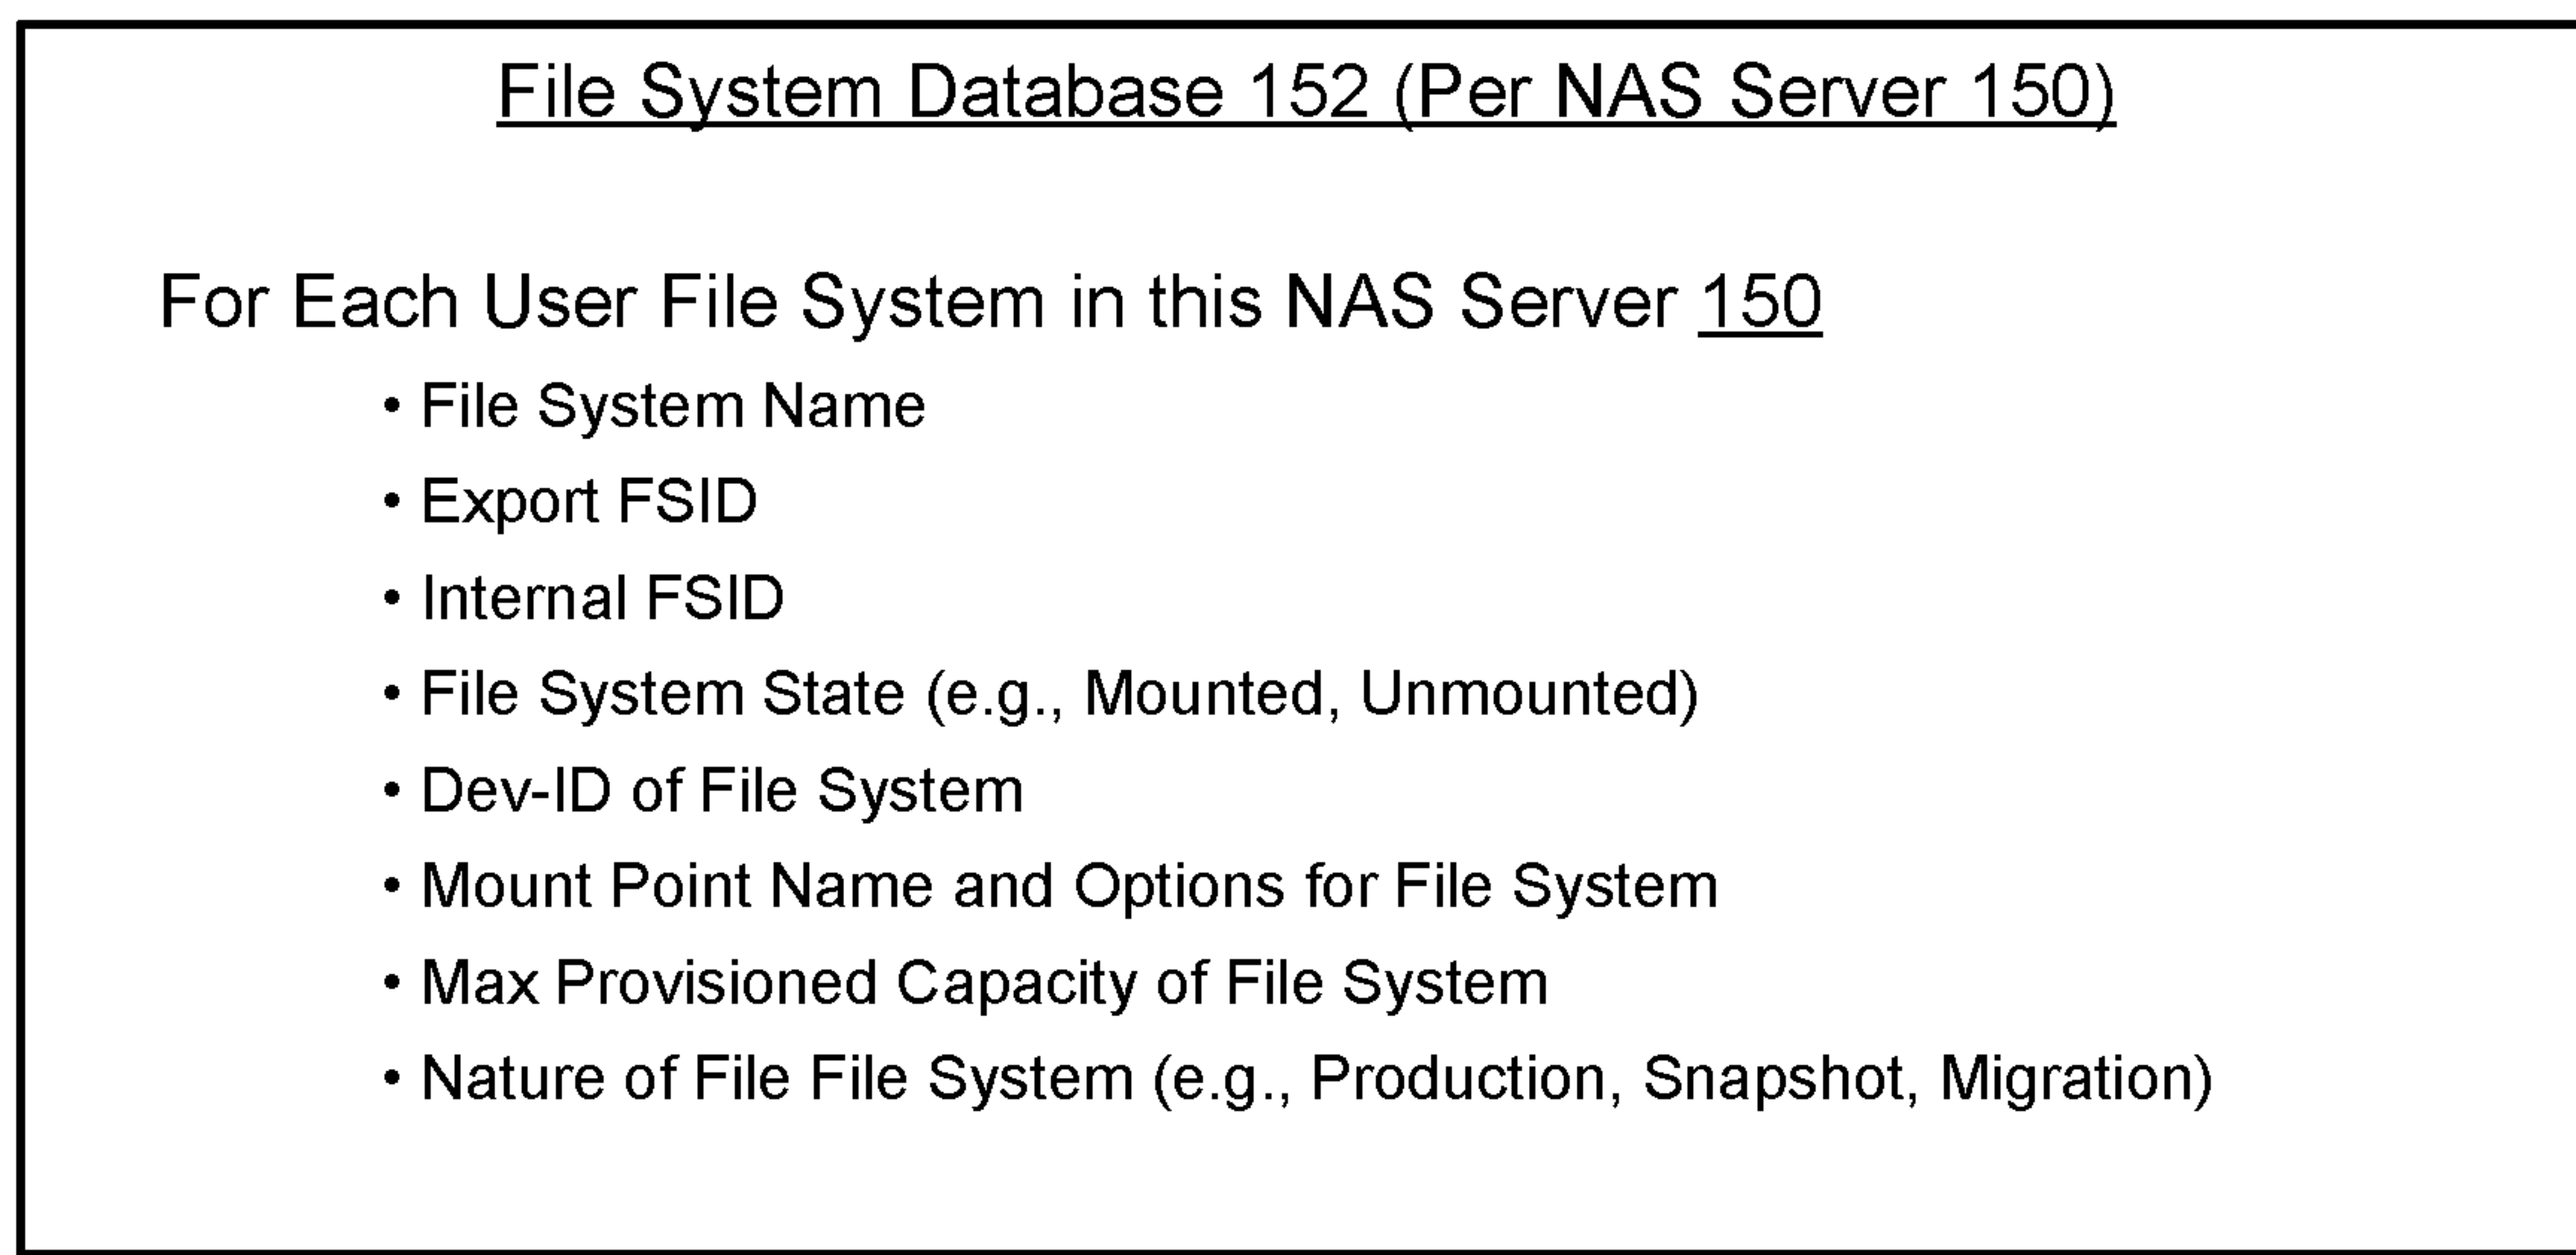 File System Database 152 (Per NAS Server 150)
For Each User File System in this NAS Server 150
• File System Name
• Export FSID
• Internal FSID
• File System State (e.g., Mounted, Unmounted)
• Dev-ID of File System
• Mount Point Name and Options for File System
• Max Provisioned Capacity of File System
• Nature of File File System (e.g., Production, Snapshot, Migration)